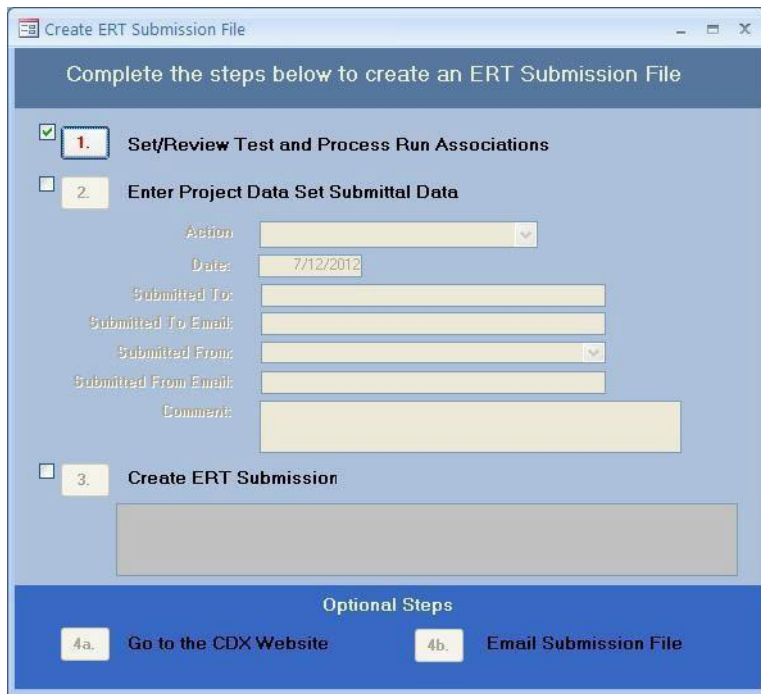 Create ERT Submission File
Complete the steps below to create an ERT Submission File
1. Set/Review Test and Process Run Associations
2. Enter Project Data Set Submittal Data
Action
Date: 7/12/2012
Submitted To:
Submitted To Email:
Submitted From:
Submitted From Email:
Comment:
3. Create ERT Submission
Optional Steps
4a. Go to the CDX Website 4b. Email Submission File